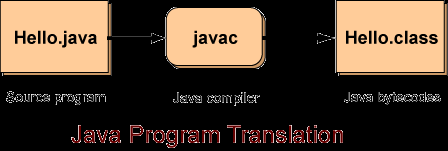 Hello.java
javac
Hello.class
Source program
Java compiler
Java bytecodes
Java Program Translation